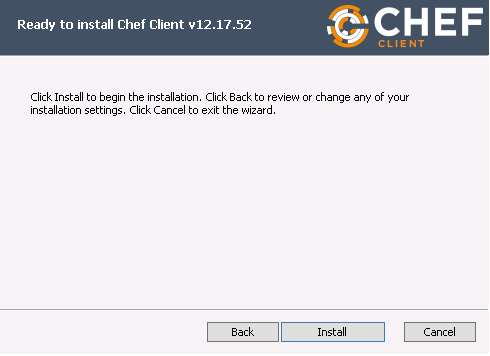 Ready to install Chef Client v12.17.52
CHEF
CLIENT
Click Install to begin the installation. Click Back to review or change any of your
installation settings. Click Cancel to exit the wizard.
Back
Install
Cancel